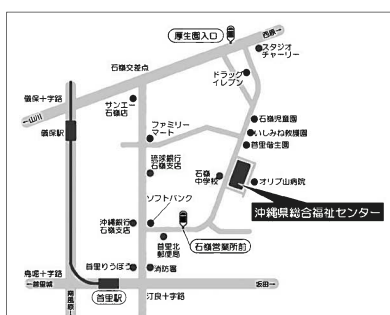 厚生園入口
西原→
スタジオ
チャーリー
石嶺交差点
ドラッグ
イレブン
儀保十字路
←山川
サンエー
石嶺店
儀保駅
ファミリー
マート
石嶺児童園
いしみね救護園
首里偕生園
琉球銀行
石嶺支店
石嶺
中学校
オリブ山病院
ソフトバンク
沖縄県総合福祉センター
沖縄銀行
石嶺支店
石嶺営業所前
首里北
郵便局
鳥堀十字路
首里りうぼう
消防署
←首里城
首里駅
坂田→
南風原
汀良十字路